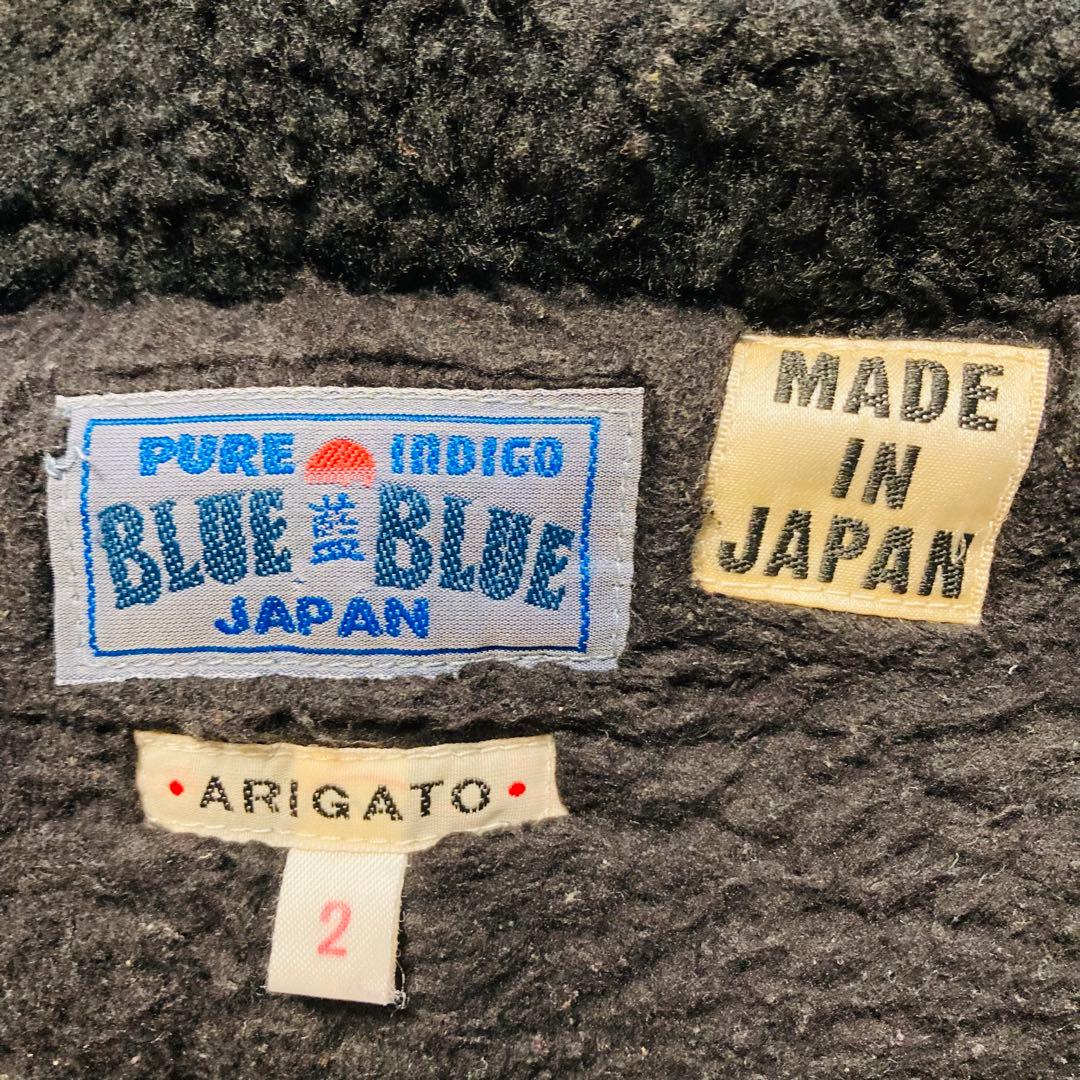 PURE INDIGO
BLUE 藍 BLUE
JAPAN
MADE
IN
JAPAN
• ARIGATO •
2